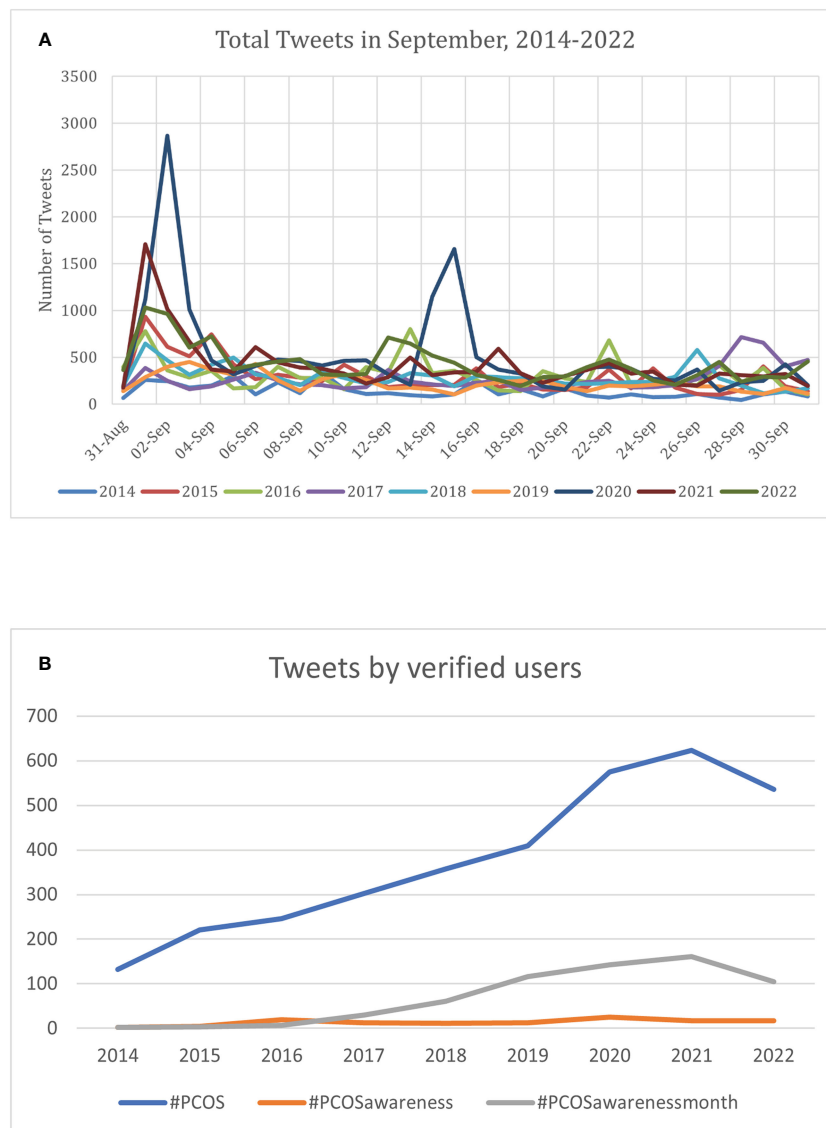 A
Total Tweets in September, 2014-2022
Number of Tweets
3500
3000
2500
2000
1500
1000
500
0
31-Aug
02-Sep
04-Sep
06-Sep
08-Sep
10-Sep
12-Sep
14-Sep
16-Sep
18-Sep
20-Sep
22-Sep
24-Sep
26-Sep
28-Sep
30-Sep
2014 2015 2016 2017 2018 2019 2020 2021 2022
B
Tweets by verified users
700
600
500
400
300
200
100
0
2014 2015 2016 2017 2018 2019 2020 2021 2022
#PCOS #PCOSawareness #PCOSawarenessmonth